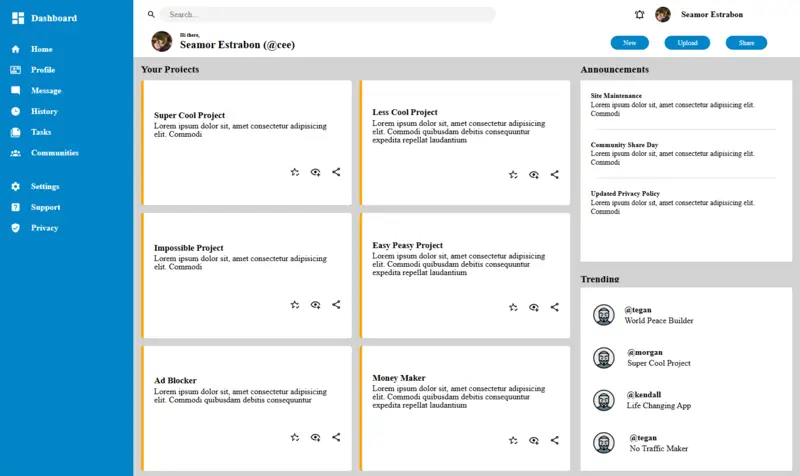 Dashboard
Home
Profile
Message
History
Tasks
Communities
Settings
Support
Privacy
Search...
Seamor Estrabon
Hi there,
Seamor Estrabon (@cee)
New
Upload
Share
Your Projects
Super Cool Project
Lorem ipsum dolor sit, amet consectetur adipisicing
elit. Commodi
Less Cool Project
Lorem ipsum dolor sit, amet consectetur adipisicing
elit. Commodi quibusdam debitis consequuntur
expedita repellat laudantium
Impossible Project
Lorem ipsum dolor sit, amet consectetur adipisicing
elit. Commodi
Easy Peasy Project
Lorem ipsum dolor sit, amet consectetur adipisicing
elit. Commodi quibusdam debitis consequuntur
expedita repellat laudantium
Ad Blocker
Lorem ipsum dolor sit, amet consectetur adipisicing
elit. Commodi quibusdam debitis consequuntur
Money Maker
Lorem ipsum dolor sit, amet consectetur adipisicing
elit. Commodi quibusdam debitis consequuntur
expedita repellat laudantium
Announcements
Site Maintenance
Lorem ipsum dolor sit, amet consectetur adipisicing elit.
Commodi
Community Share Day
Lorem ipsum dolor sit, amet consectetur adipisicing elit.
Commodi
Updated Privacy Policy
Lorem ipsum dolor sit, amet consectetur adipisicing elit.
Commodi
Trending
@tegan
World Peace Builder
@morgan
Super Cool Project
@kendall
Life Changing App
@tegan
No Traffic Maker